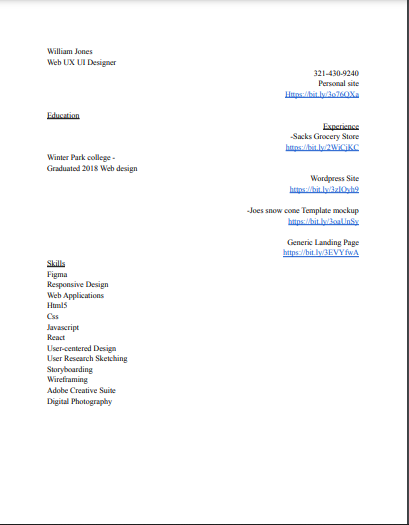 William Jones
Web UX UI Designer
321-430-9240
Personal site
Https://bit.ly/3o76OXa
Education
Experience
-Sacks Grocery Store
https://bit.ly/2WiCjKC
Winter Park college -
Graduated 2018 Web design
Wordpress Site
https://bit.ly/3zIOyh9
-Joes snow cone Template mockup
https://bit.ly/3oaUnSy
Generic Landing Page
https://bit.ly/3EVYfwA
Skills
Figma
Responsive Design
Web Applications
Html5
Css
Javascript
React
User-centered Design
User Research Sketching
Storyboarding
Wireframing
Adobe Creative Suite
Digital Photography